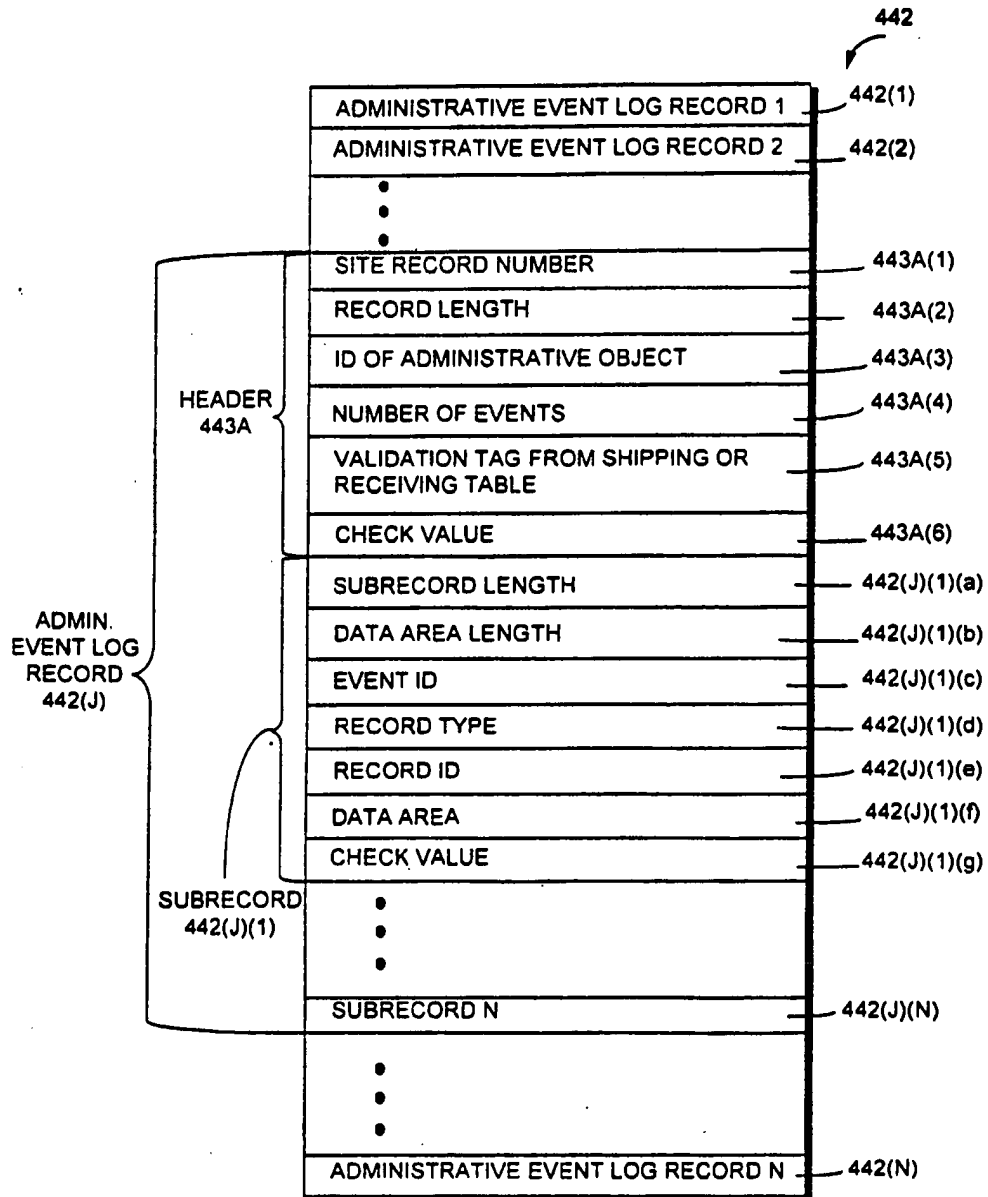 442
ADMINISTRATIVE EVENT LOG RECORD 1 442(1)
ADMINISTRATIVE EVENT LOG RECORD 2 442(2)
SITE RECORD NUMBER 443A(1)
RECORD LENGTH 443A(2)
ID OF ADMINISTRATIVE OBJECT 443A(3)
HEADER
443A
NUMBER OF EVENTS 443A(4)
VALIDATION TAG FROM SHIPPING OR
RECEIVING TABLE 443A(5)
CHECK VALUE 443A(6)
ADMIN.
EVENT LOG
RECORD
442(J)
SUBRECORD LENGTH 442(J)(1)(a)
DATA AREA LENGTH 442(J)(1)(b)
EVENT ID 442(J)(1)(c)
RECORD TYPE 442(J)(1)(d)
RECORD ID 442(J)(1)(e)
DATA AREA 442(J)(1)(f)
CHECK VALUE 442(J)(1)(g)
SUBRECORD
442(J)(1)
SUBRECORD N 442(J)(N)
ADMINISTRATIVE EVENT LOG RECORD N 442(N)